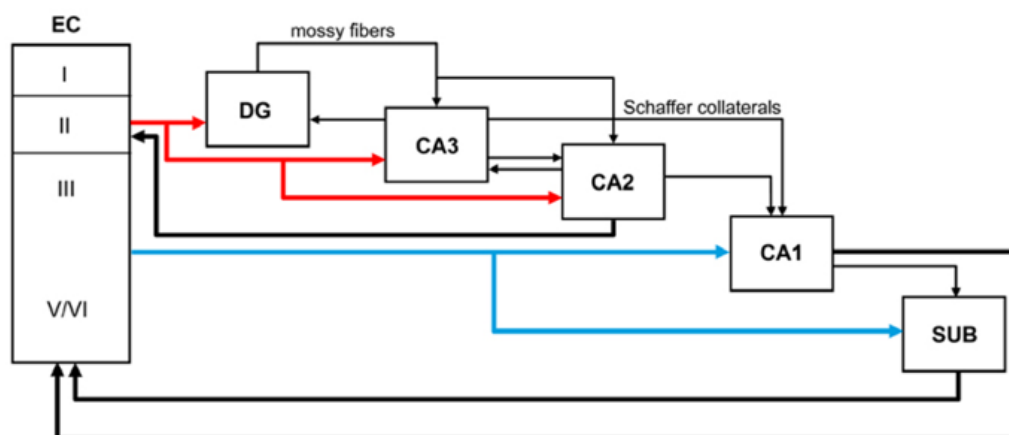 EC
I
II
III
V/VI
mossy fibers
DG
CA3
Schaffer collaterals
CA2
CA1
SUB